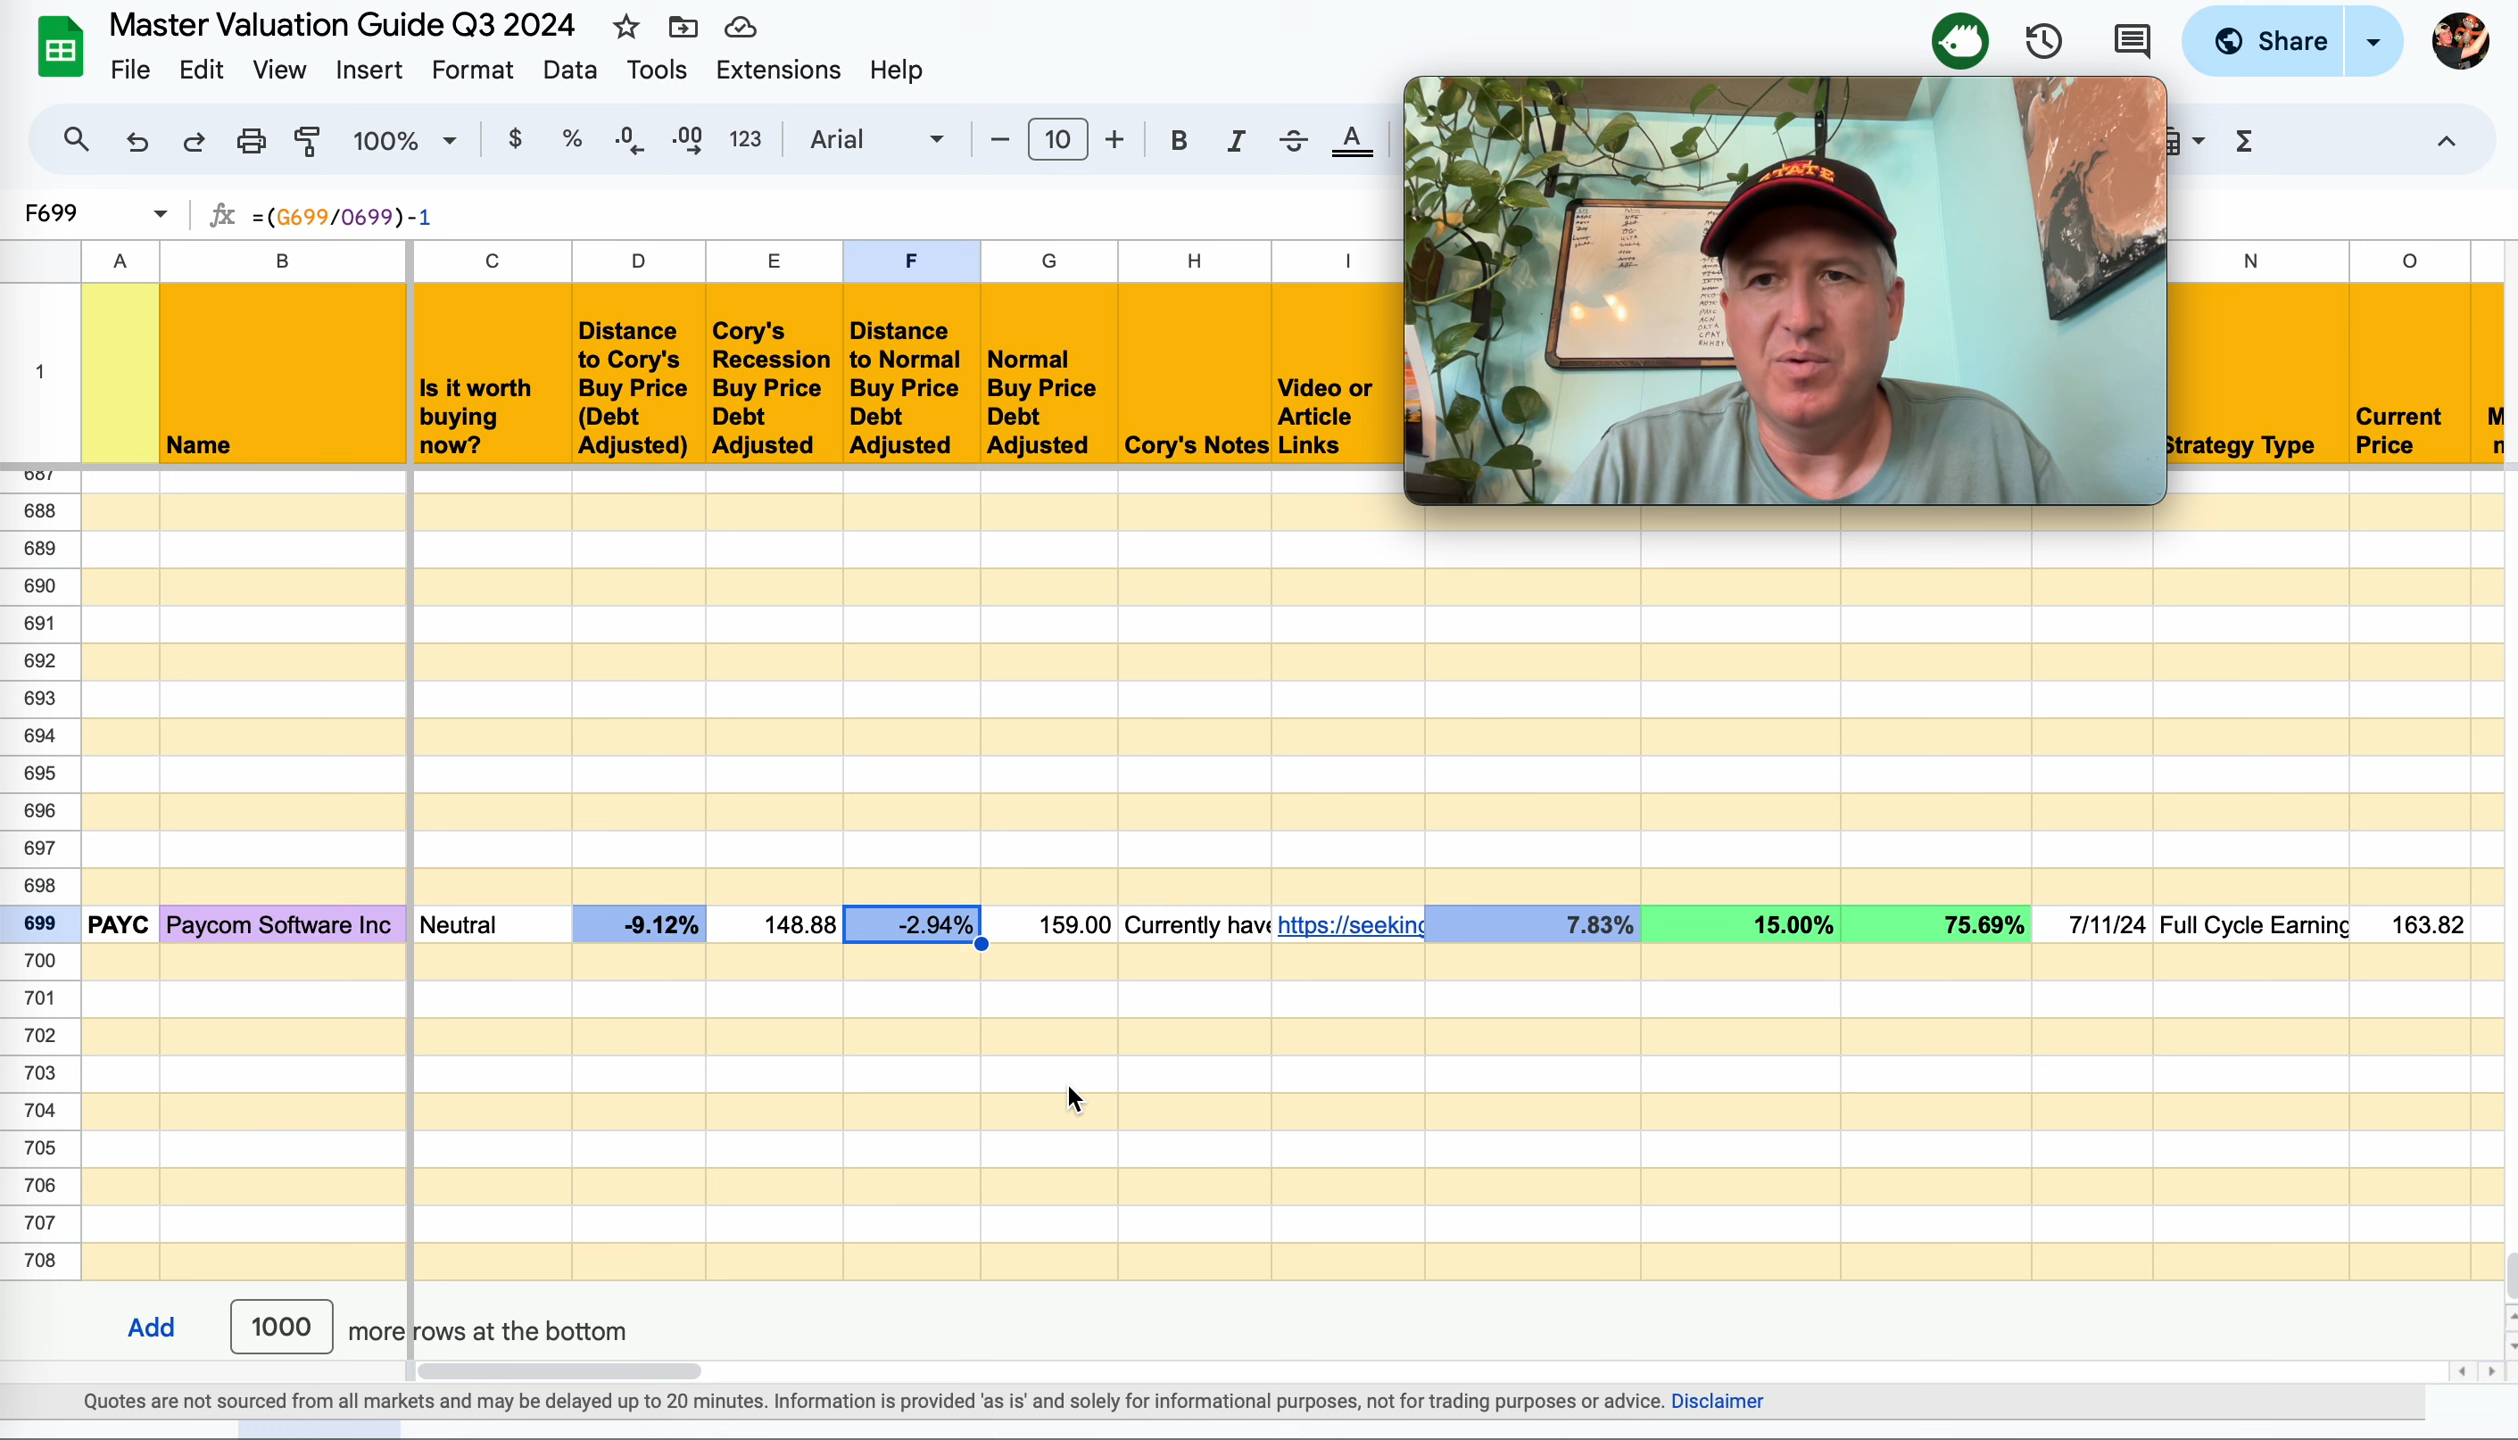 Master Valuation Guide Q3 2024
File Edit View Insert Format Data Tools Extensions Help
Share
100% $ % .0 .00 123 Arial 10 B I A Σ
F699 fx =(G699/O699)-1
A B C D E F G H I N O
1
Name
Is it worth
buying
now?
Distance
to Cory's
Buy Price
(Debt
Adjusted)
Cory's
Recession
Buy Price
Debt
Adjusted
Distance
to Normal
Buy Price
Debt
Adjusted
Normal
Buy Price
Debt
Adjusted
Cory's Notes
Video or
Article
Links
Strategy Type
Current
Price
STATE
687
688
689
690
691
692
693
694
695
696
697
698
699 PAYC Paycom Software Inc Neutral -9.12% 148.88 -2.94% 159.00 Currently have https://seeking 7.83% 15.00% 75.69% 7/11/24 Full Cycle Earning 163.82
700
701
702
703
704
705
706
707
708
Add 1000 more rows at the bottom
Quotes are not sourced from all markets and may be delayed up to 20 minutes. Information is provided 'as is' and solely for informational purposes, not for trading purposes or advice. Disclaimer